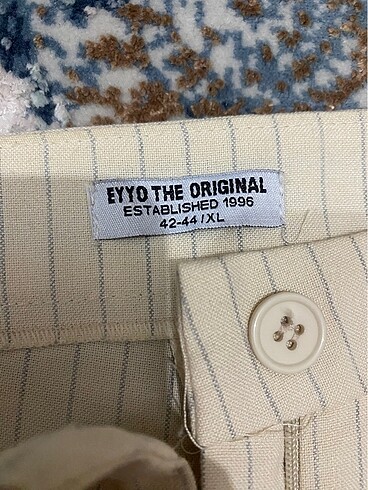 EYYO THE ORIGINAL
ESTABLISHED 1996
42-44/XL